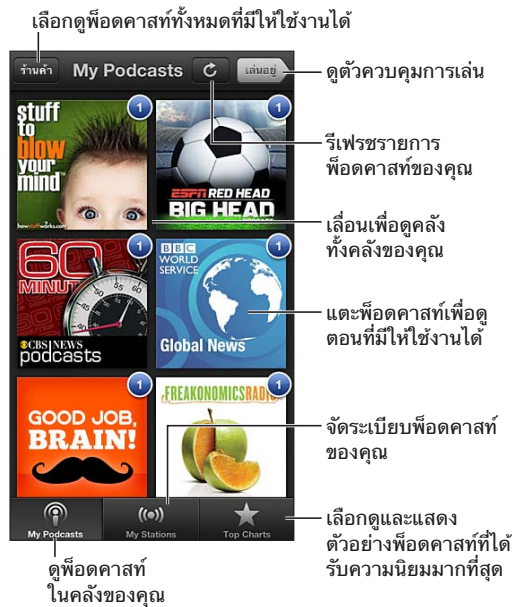 เลือกดูพ็อดคาสท์ทั้งหมดที่มีให้ใช้งานได้
ร้านค้า
My Podcasts
เล่นอยู่
ดูตัวควบคุมการเล่น
1
1
stuff
to
blow
your
mind
howstuffworks.com
ESPN RED HEAD
BIG HEAD
รีเฟรชรายการ
พ็อดคาสท์ของคุณ
เลื่อนเพื่อดูคลัง
ทั้งคลังของคุณ
1
1
60
MINUTES
55
60
5
CBS NEWS
podcasts
BBC
WORLD
SERVICE
Global News
แตะพ็อดคาสท์เพื่อดู
ตอนที่มีให้ใช้งานได้
1
1
GOOD JOB,
BRAIN!
FREAKONOMICS RADIO
จัดระเบียบพ็อดคาสท์
ของคุณ
My Podcasts
My Stations
Top Charts
เลือกดูและแสดง
ตัวอย่างพ็อดคาสท์ที่ได้
รับความนิยมมากที่สุด
ดูพ็อดคาสท์
ในคลังของคุณ